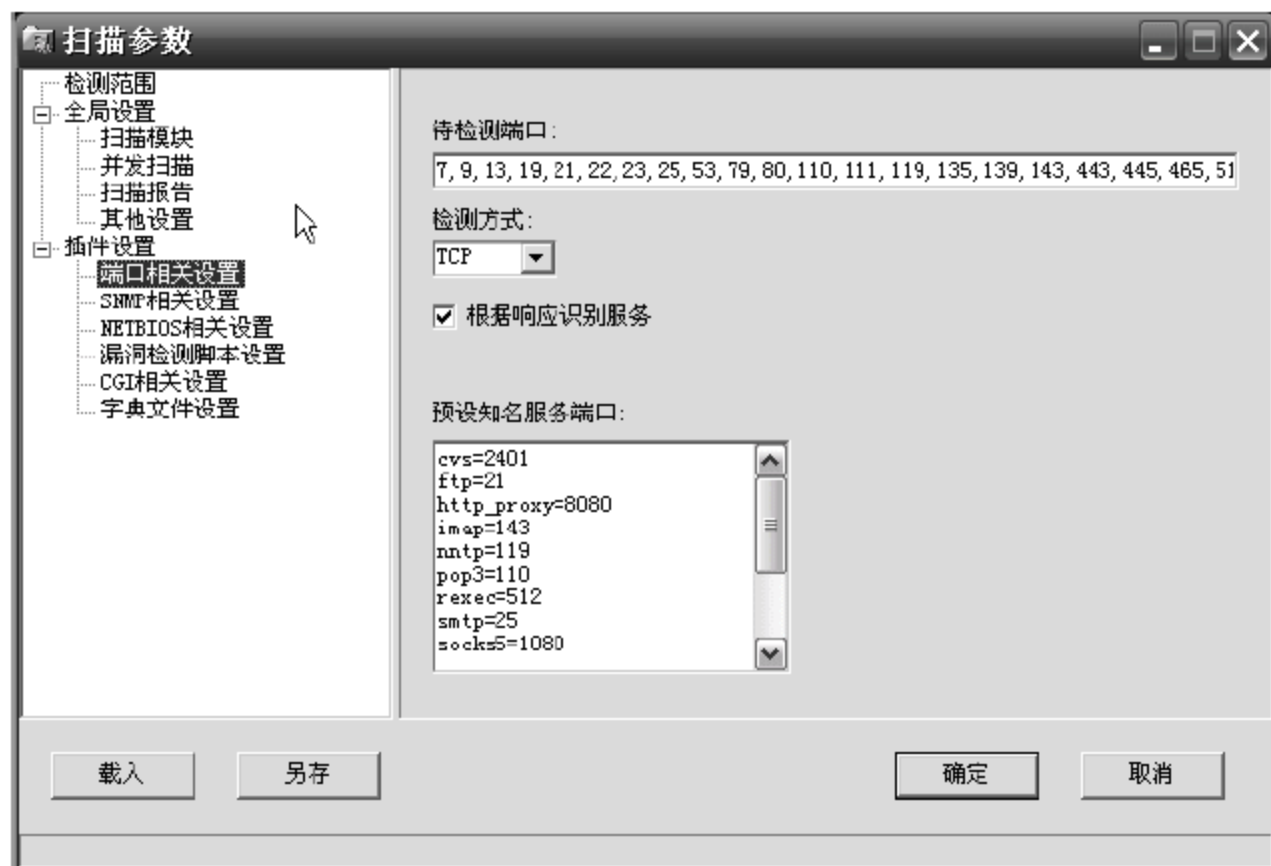 扫描参数
检测范围
全局设置
扫描模块
并发扫描
扫描报告
其他设置
插件设置
端口相关设置
SNMP相关设置
NETBIOS相关设置
漏洞检测脚本设置
CGI相关设置
字典文件设置
待检测端口:
7, 9, 13, 19, 21, 22, 23, 25, 53, 79, 80, 110, 111, 119, 135, 139, 143, 443, 445, 465, 51
检测方式:
TCP
根据响应识别服务
预设知名服务端口:
cvs=2401
ftp=21
http_proxy=8080
imap=143
nntp=119
pop3=110
rexec=512
smtp=25
socks5=1080
载入
另存
确定
取消